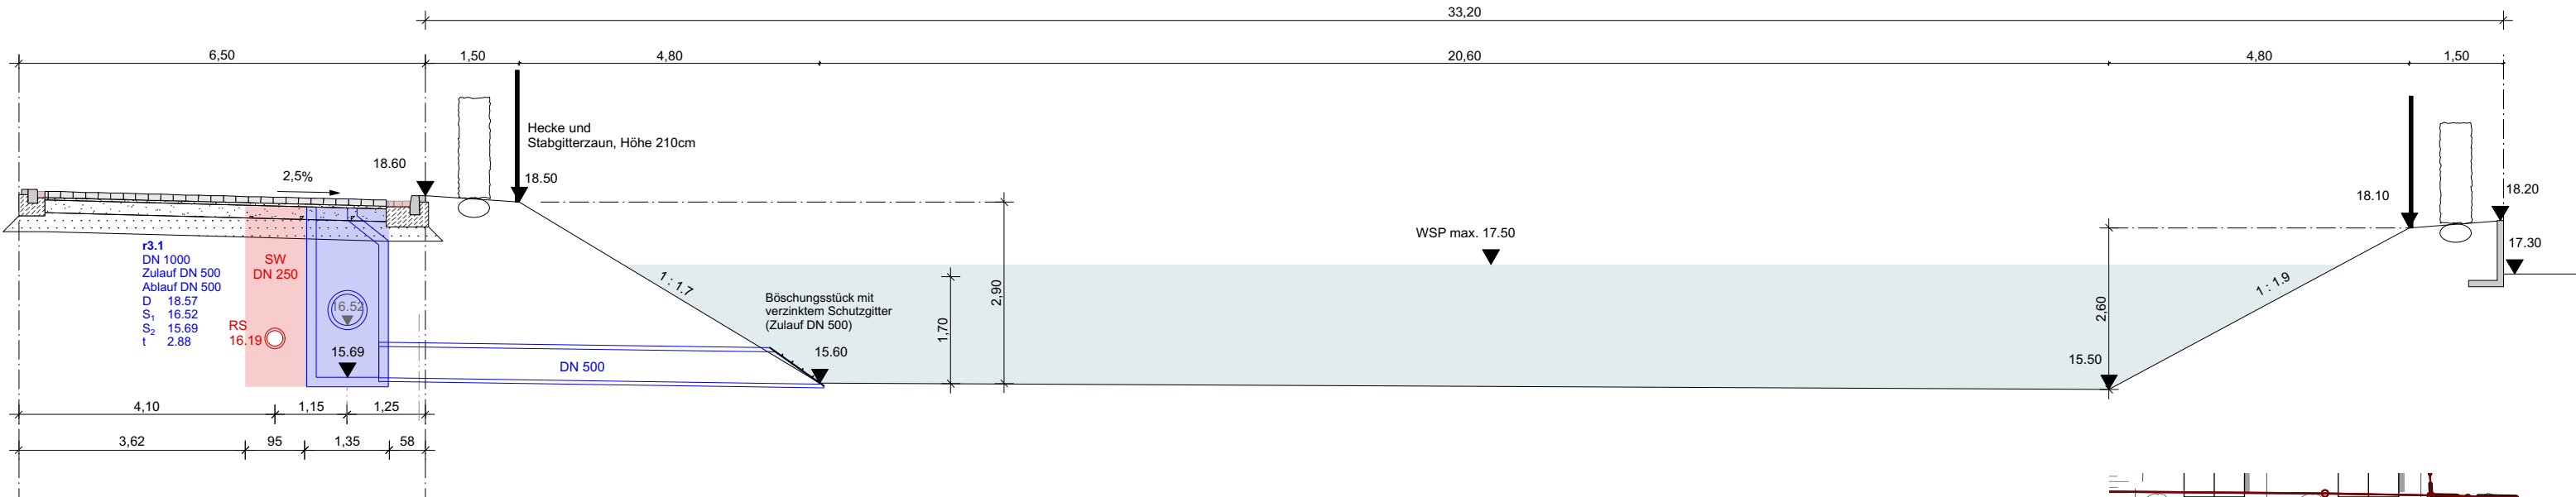 33,20
6,50
1,50
4,80
20,60
4,80
1,50
Hecke und
Stabgitterzaun, Höhe 210cm
18.60
2,5%
18.50
18.10
18.20
WSP max. 17.50
17.30
r3.1
DN 1000
Zulauf DN 500
Ablauf DN 500
D 18.57
S1 16.52
S2 15.69
t 2.88
SW
DN 250
RS
16.19
16.52
15.69
1 : 1.7
Böschungsstück mit
verzinktem Schutzgitter
(Zulauf DN 500)
15.60
DN 500
1,70
2,90
2,60
1 : 1.9
15.50
4,10
1,15
1,25
3,62
95
1,35
58